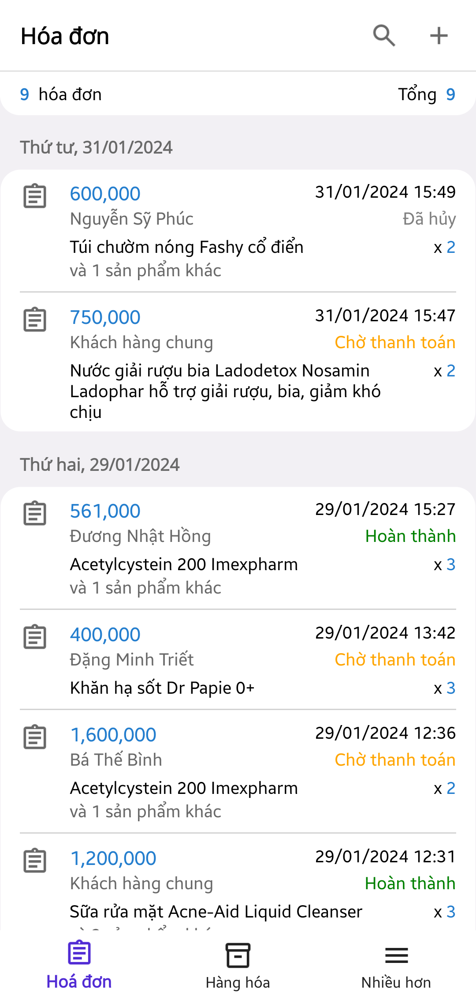 Hóa đơn
9 hóa đơn Tổng 9
Thứ tư, 31/01/2024
600,000 31/01/2024 15:49
Nguyễn Sỹ Phúc Đã hủy
Túi chườm nóng Fashy cổ điển x 2
và 1 sản phẩm khác
750,000 31/01/2024 15:47
Khách hàng chung Chờ thanh toán
Nước giải rượu bia Ladodetox Nosamin x 2
Ladophar hỗ trợ giải rượu, bia, giảm khó
chịu
Thứ hai, 29/01/2024
561,000 29/01/2024 15:27
Đương Nhật Hồng Hoàn thành
Acetylcystein 200 Imexpharm x 3
và 1 sản phẩm khác
400,000 29/01/2024 13:42
Đặng Minh Triết Chờ thanh toán
Khăn hạ sốt Dr Papie 0+ x 3
1,600,000 29/01/2024 12:36
Bá Thế Bình Chờ thanh toán
Acetylcystein 200 Imexpharm x 2
và 1 sản phẩm khác
1,200,000 29/01/2024 12:31
Khách hàng chung Hoàn thành
Sữa rửa mặt Acne-Aid Liquid Cleanser x 3
Hoá đơn Hàng hóa Nhiều hơn